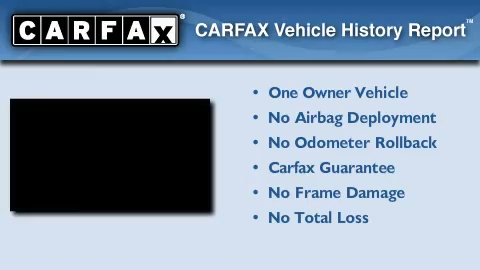 CARFAX® CARFAX Vehicle History Report™
• One Owner Vehicle
• No Airbag Deployment
• No Odometer Rollback
• Carfax Guarantee
• No Frame Damage
• No Total Loss